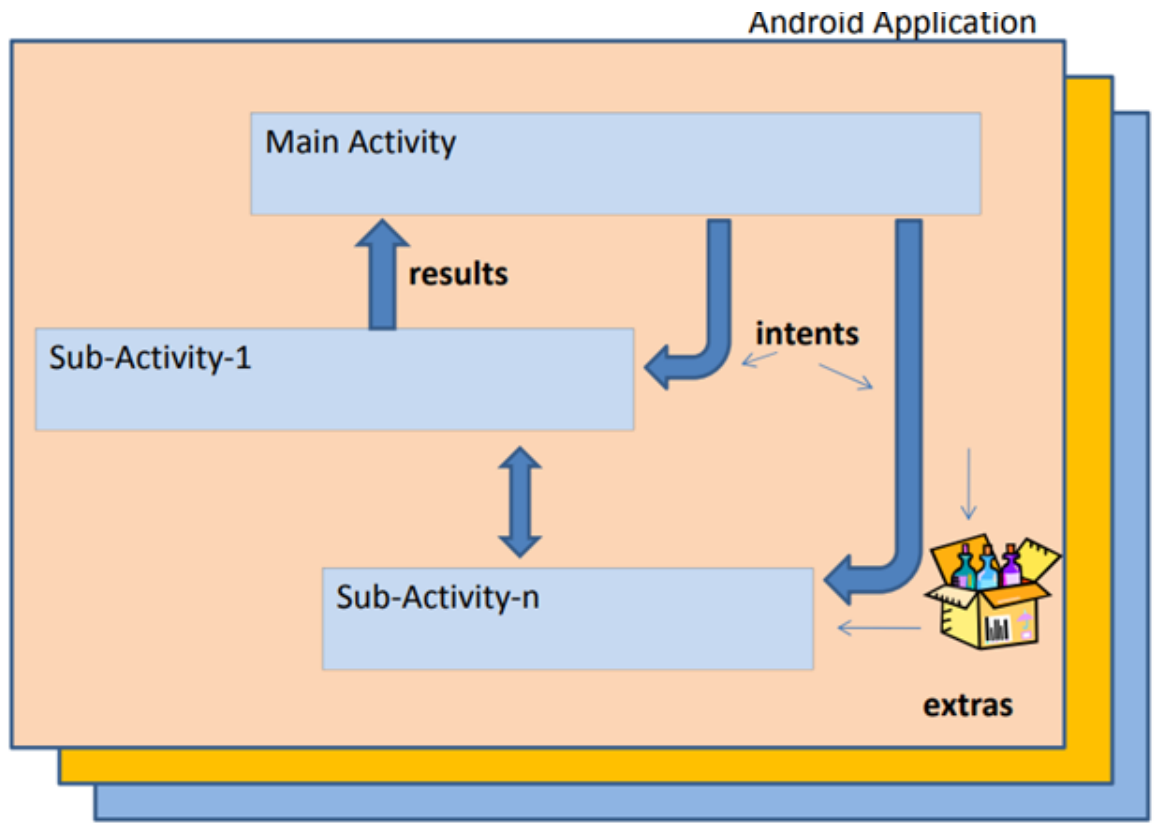 Android Application
Main Activity
results
intents
Sub-Activity-1
Sub-Activity-n
extras